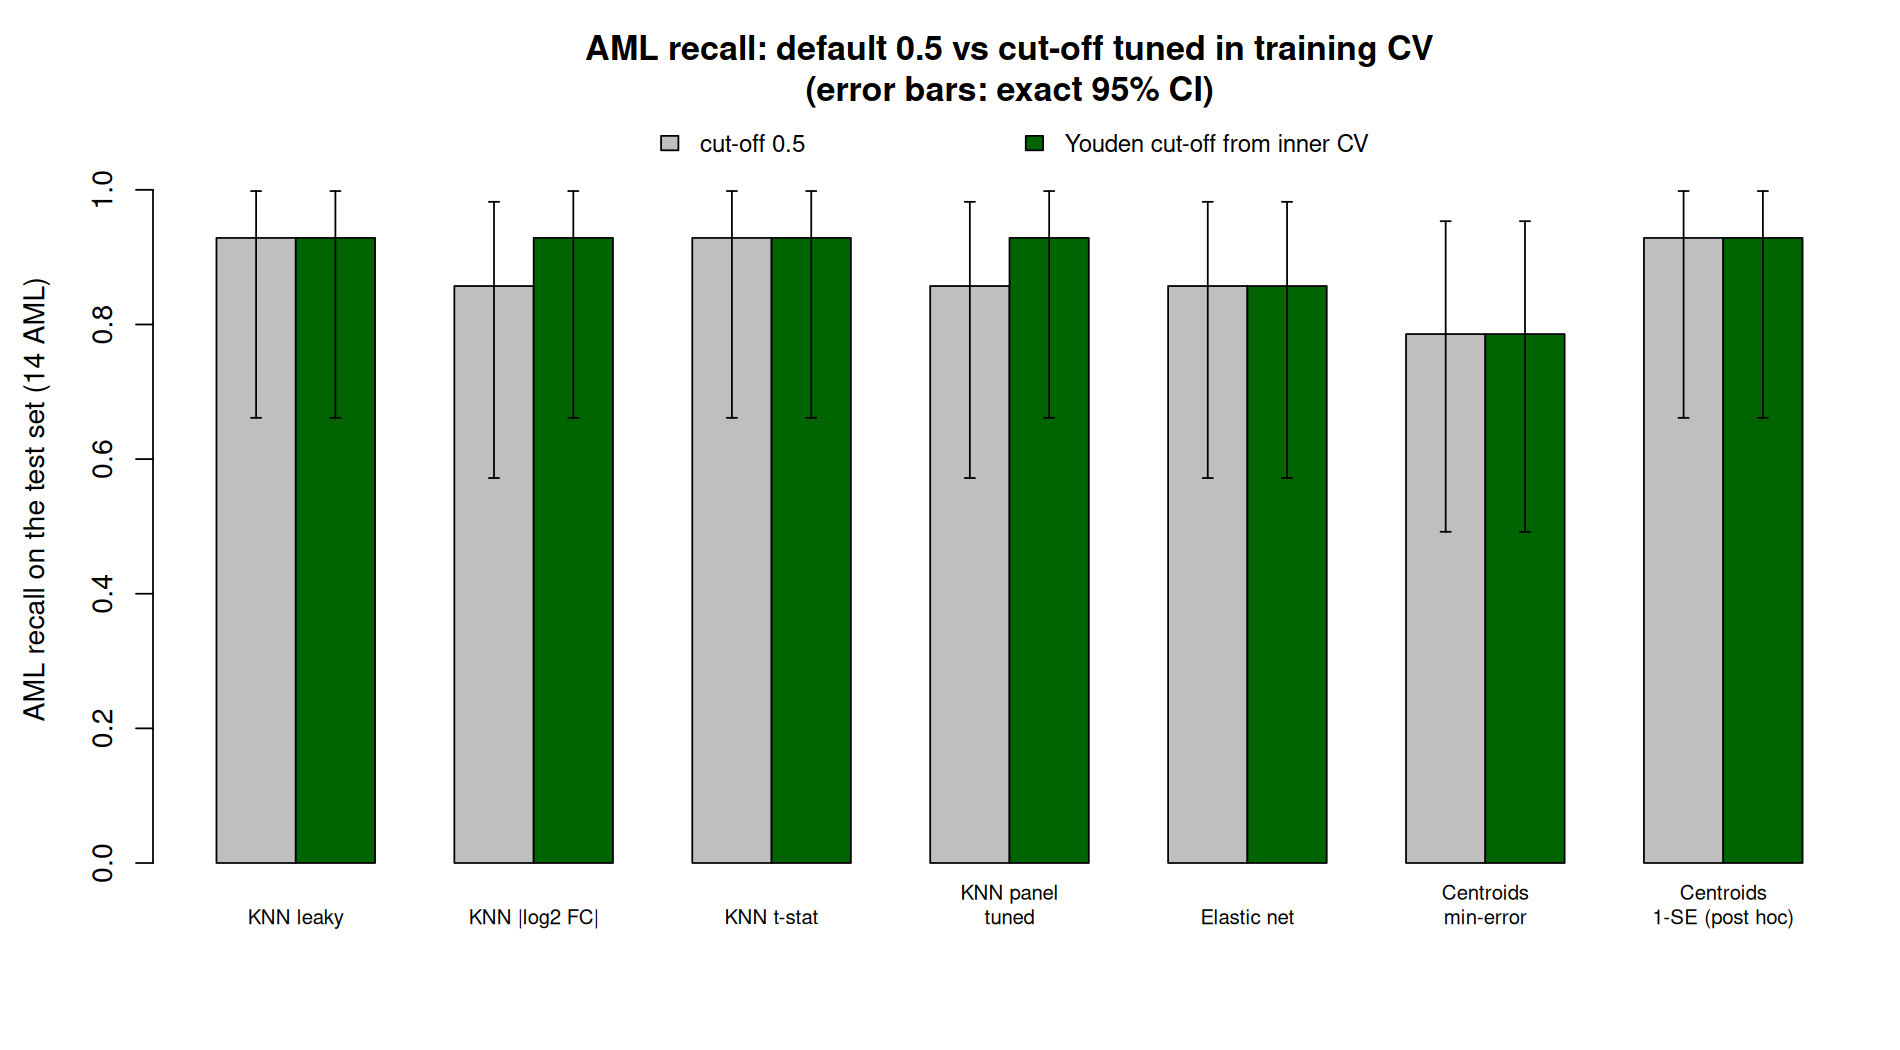 AML recall: default 0.5 vs cut-off tuned in training CV
(error bars: exact 95% CI)
cut-off 0.5
Youden cut-off from inner CV
AML recall on the test set (14 AML)
1.0
0.8
0.6
0.4
0.2
0.0
KNN leaky
KNN |log2 FC|
KNN t-stat
KNN panel
tuned
Elastic net
Centroids
min-error
Centroids
1-SE (post hoc)